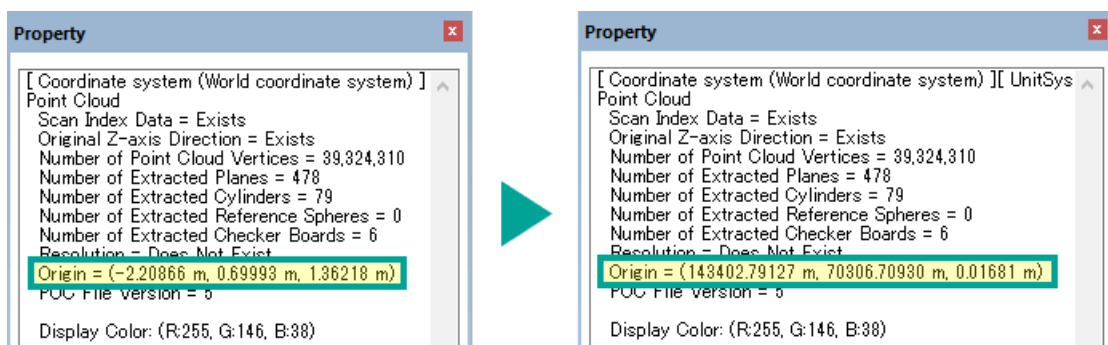 Property
x
[ Coordinate system (World coordinate system) ]
Point Cloud
Scan Index Data = Exists
Original Z-axis Direction = Exists
Number of Point Cloud Vertices = 39,324,310
Number of Extracted Planes = 478
Number of Extracted Cylinders = 79
Number of Extracted Reference Spheres = 0
Number of Extracted Checker Boards = 6
Resolution = Does Not Exist
Origin = (-2.20866 m, 0.69993 m, 1.36218 m)
POC File Version = 5
Display Color: (R:255, G:146, B:38)
Property
x
[ Coordinate system (World coordinate system) ][ UnitSys
Point Cloud
Scan Index Data = Exists
Original Z-axis Direction = Exists
Number of Point Cloud Vertices = 39,324,310
Number of Extracted Planes = 478
Number of Extracted Cylinders = 79
Number of Extracted Reference Spheres = 0
Number of Extracted Checker Boards = 6
Resolution = Does Not Exist
Origin = (143402.79127 m, 70306.70930 m, 0.01681 m)
POC File Version = 5
Display Color: (R:255, G:146, B:38)